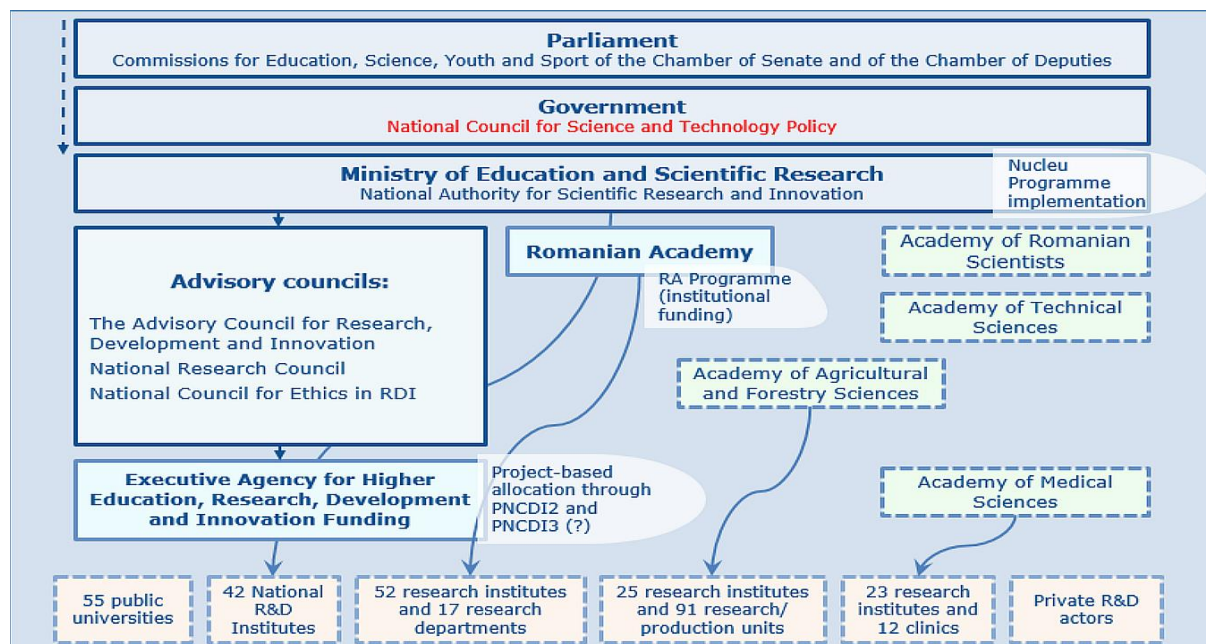 Parliament
Commissions for Education, Science, Youth and Sport of the Chamber of Senate and of the Chamber of Deputies
Government
National Council for Science and Technology Policy
Ministry of Education and Scientific Research
National Authority for Scientific Research and Innovation
Nucleu
Programme
implementation
Advisory councils:
The Advisory Council for Research,
Development and Innovation
National Research Council
National Council for Ethics in RDI
Romanian Academy
RA Programme
(institutional
funding)
Academy of Romanian
Scientists
Academy of Technical
Sciences
Academy of Agricultural
and Forestry Sciences
Executive Agency for Higher
Education, Research, Development
and Innovation Funding
Project-based
allocation through
PNCDI2 and
PNCDI3 (?)
Academy of Medical
Sciences
55 public
universities
42 National
R&D
Institutes
52 research institutes
and 17 research
departments
25 research institutes
and 91 research/
production units
23 research
institutes and
12 clinics
Private R&D
actors